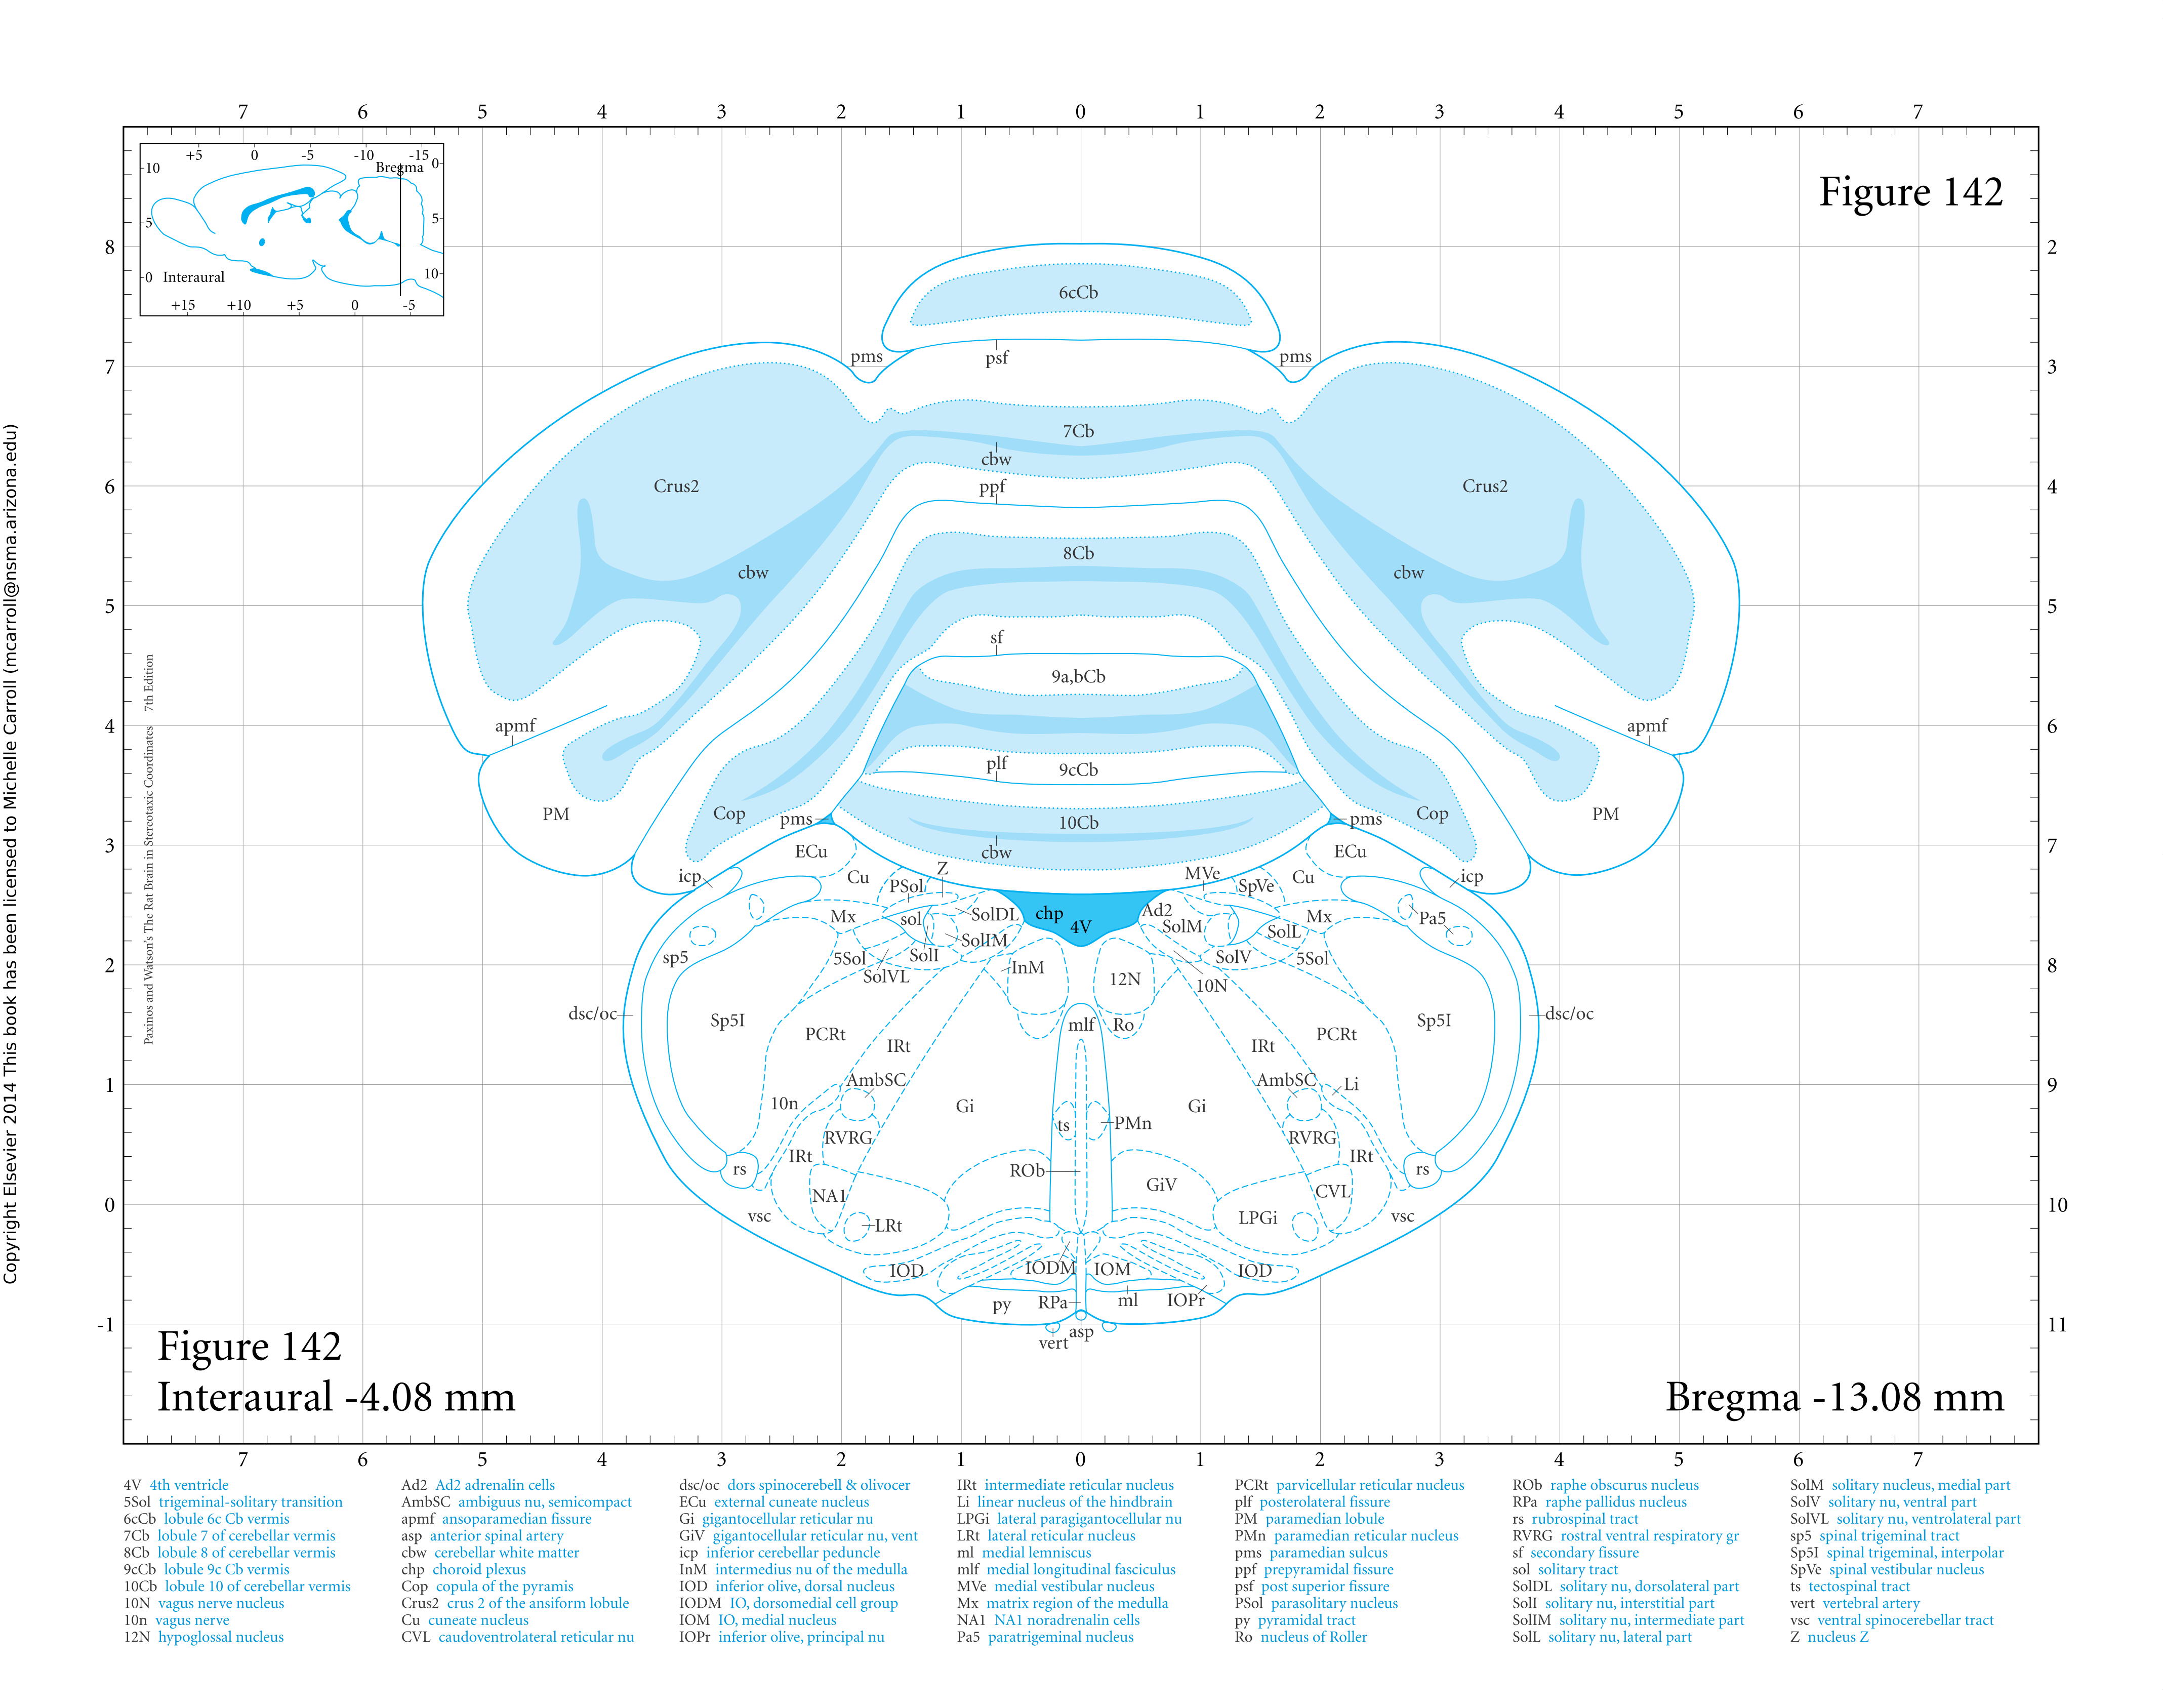 7 6 5 4 3 2 1 0 1 2 3 4 5 6 7
+5 0 -5 -10 -15
Bregma 0
10
5 5
0 Interaural 10
+15 +10 +5 0 -5
Figure 142
8 2
7 3
6 4
5 5
4 6
3 7
2 8
1 9
0 10
-1 11
6cCb
pms psf pms
7Cb
cbw
Crus2 ppf Crus2
8Cb
cbw cbw
sf
9a,bCb
apmf apmf
plf 9cCb
PM Cop Cop PM
pms 10Cb pms
ECu cbw ECu
icp Cu PSol Z MVe SpVe Cu icp
Mx sol SolDL chp 4V Ad2 SolM SolL Mx Pa5
sp5 5Sol SolVL SolI SolIM SolV 5Sol
InM 12N 10N
dsc/oc Sp5I PCRt IRt mlf Ro IRt PCRt Sp5I dsc/oc
10n AmbSC Gi Gi AmbSC Li
RVRG ts PMn RVRG
rs IRt ROb IRt rs
NA1 GiV CVL
vsc LRt LPGi vsc
IOD IODM IOM IOD
py RPa ml IOPr
vert asp
Figure 142
Interaural -4.08 mm
Bregma -13.08 mm
7 6 5 4 3 2 1 0 1 2 3 4 5 6 7
Copyright Elsevier 2014 This book has been licensed to Michelle Carroll (mcarroll@nsma.arizona.edu)
Paxinos and Watson's The Rat Brain in Stereotaxic Coordinates 7th Edition
4V 4th ventricle
5Sol trigeminal-solitary transition
6cCb lobule 6c Cb vermis
7Cb lobule 7 of cerebellar vermis
8Cb lobule 8 of cerebellar vermis
9cCb lobule 9c Cb vermis
10Cb lobule 10 of cerebellar vermis
10N vagus nerve nucleus
10n vagus nerve
12N hypoglossal nucleus
Ad2 Ad2 adrenalin cells
AmbSC ambiguus nu, semicompact
apmf ansoparamedian fissure
asp anterior spinal artery
cbw cerebellar white matter
chp choroid plexus
Cop copula of the pyramis
Crus2 crus 2 of the ansiform lobule
Cu cuneate nucleus
CVL caudoventrolateral reticular nu
dsc/oc dors spinocerebell & olivocer
ECu external cuneate nucleus
Gi gigantocellular reticular nu
GiV gigantocellular reticular nu, vent
icp inferior cerebellar peduncle
InM intermedius nu of the medulla
IOD inferior olive, dorsal nucleus
IODM IO, dorsomedial cell group
IOM IO, medial nucleus
IOPr inferior olive, principal nu
IRt intermediate reticular nucleus
Li linear nucleus of the hindbrain
LPGi lateral paragigantocellular nu
LRt lateral reticular nucleus
ml medial lemniscus
mlf medial longitudinal fasciculus
MVe medial vestibular nucleus
Mx matrix region of the medulla
NA1 NA1 noradrenalin cells
Pa5 paratrigeminal nucleus
PCRt parvicellular reticular nucleus
plf posterolateral fissure
PM paramedian lobule
PMn paramedian reticular nucleus
pms paramedian sulcus
ppf prepyramidal fissure
psf post superior fissure
PSol parasolitary nucleus
py pyramidal tract
Ro nucleus of Roller
ROb raphe obscurus nucleus
RPa raphe pallidus nucleus
rs rubrospinal tract
RVRG rostral ventral respiratory gr
sf secondary fissure
sol solitary tract
SolDL solitary nu, dorsolateral part
SolI solitary nu, interstitial part
SolIM solitary nu, intermediate part
SolL solitary nu, lateral part
SolM solitary nucleus, medial part
SolV solitary nu, ventral part
SolVL solitary nu, ventrolateral part
sp5 spinal trigeminal tract
Sp5I spinal trigeminal, interpolar
SpVe spinal vestibular nucleus
ts tectospinal tract
vert vertebral artery
vsc ventral spinocerebellar tract
Z nucleus Z